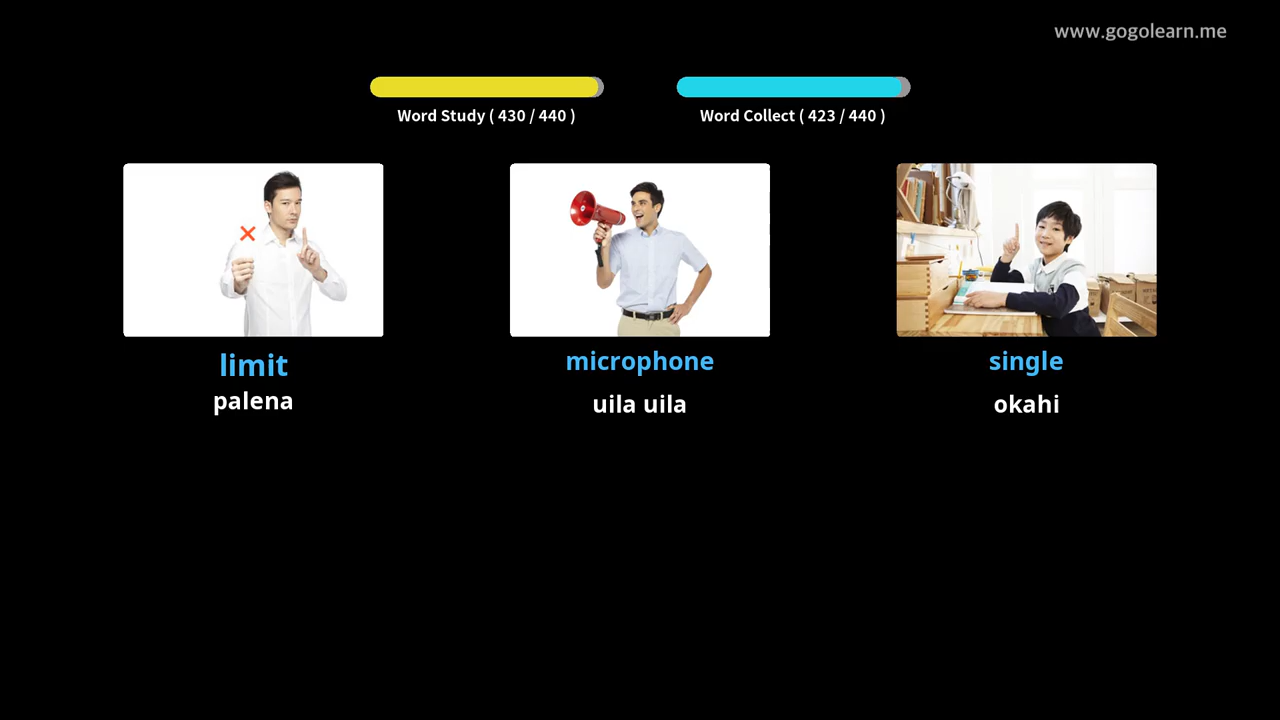 www.gogolearn.me
Word Study ( 430 / 440 )
Word Collect ( 423 / 440 )
limit
palena
microphone
uila uila
single
okahi